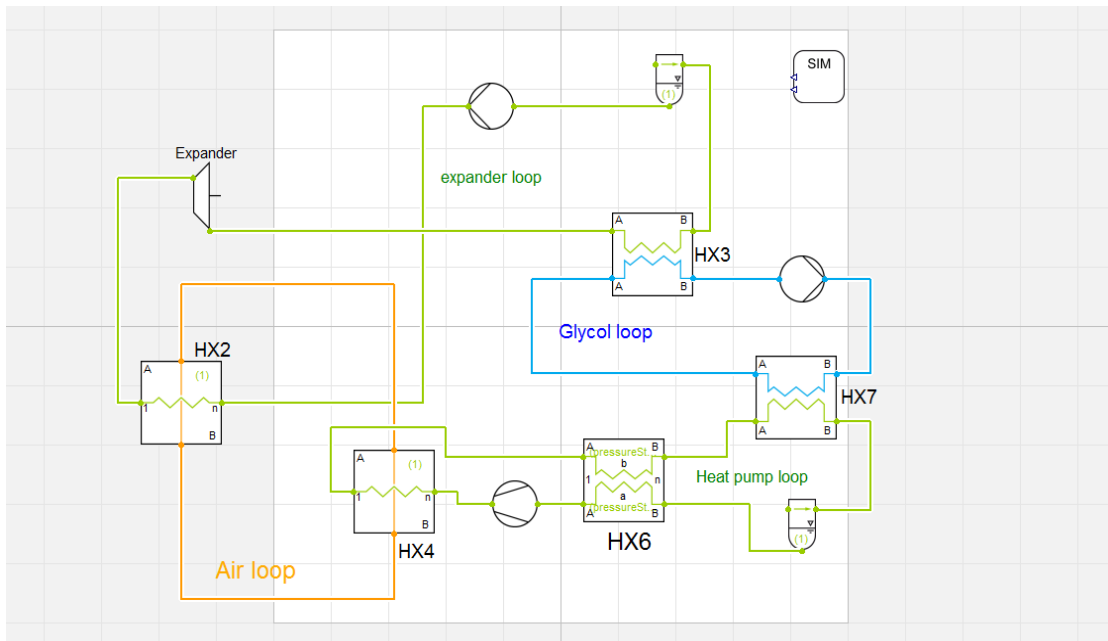 SIM
(1)
Expander
expander loop
A B
HX3
A B
Glycol loop
HX2
A
(1)
1 n
B
A B
HX7
A B
A
(1)
1 n
B
HX4
A B
pressureSt.
b
1 n
a
pressureSt.
A B
HX6
Heat pump loop
(1)
Air loop